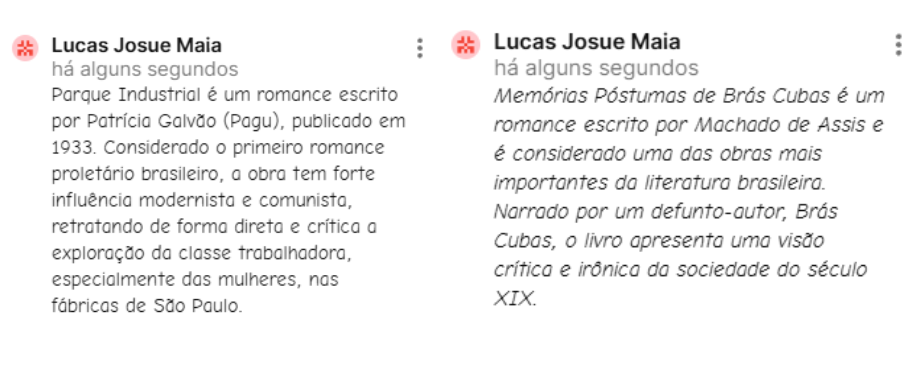 Lucas Josue Maia
há alguns segundos
Parque Industrial é um romance escrito
por Patrícia Galvão (Pagu), publicado em
1933. Considerado o primeiro romance
proletário brasileiro, a obra tem forte
influência modernista e comunista,
retratando de forma direta e crítica a
exploração da classe trabalhadora,
especialmente das mulheres, nas
fábricas de São Paulo.
Lucas Josue Maia
há alguns segundos
Memórias Póstumas de Brás Cubas é um
romance escrito por Machado de Assis e
é considerado uma das obras mais
importantes da literatura brasileira.
Narrado por um defunto-autor, Brás
Cubas, o livro apresenta uma visão
crítica e irônica da sociedade do século
XIX.